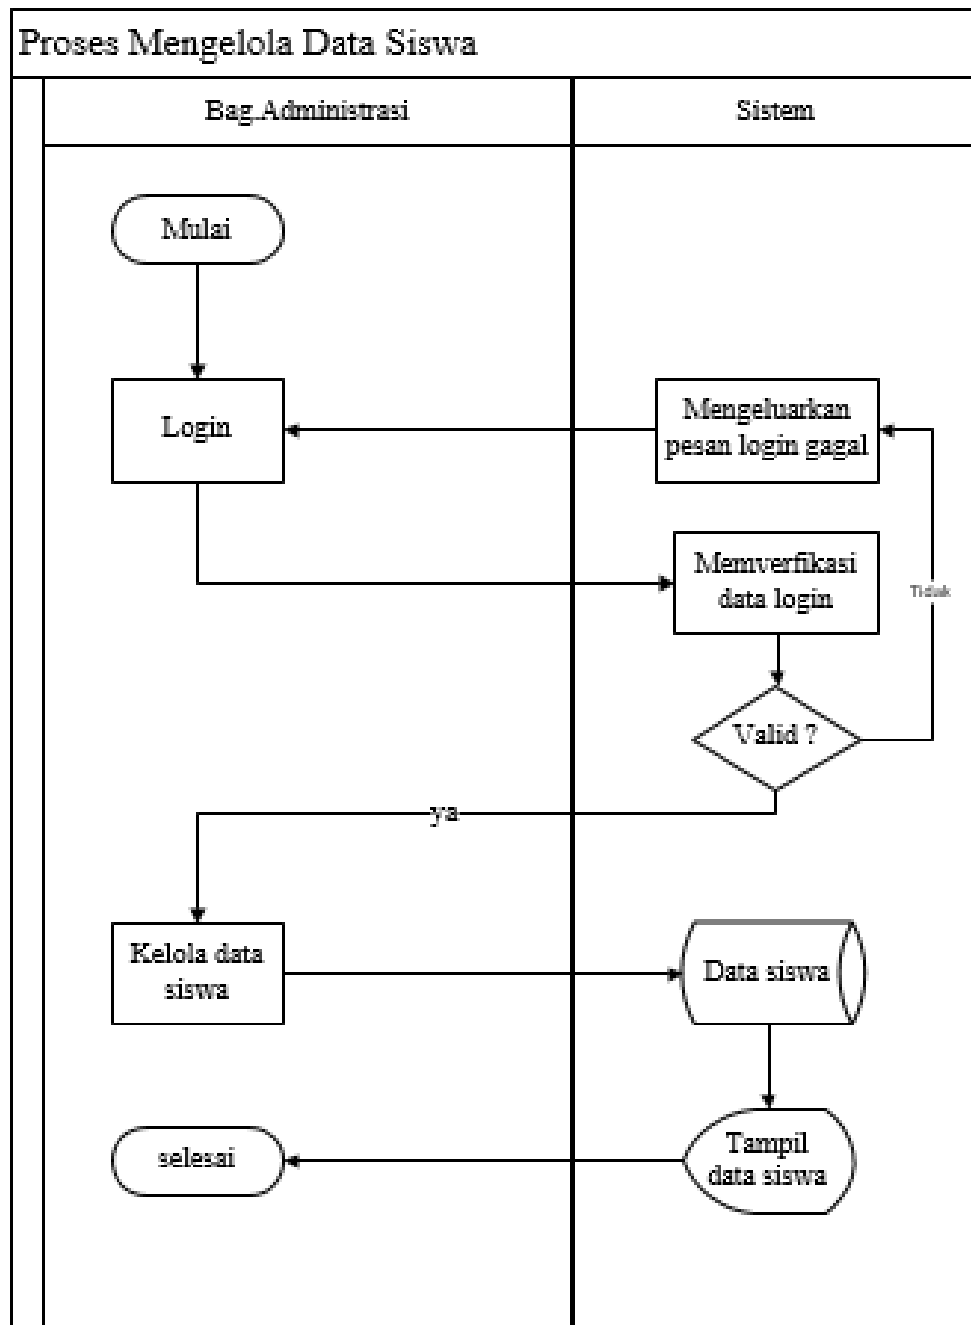 Proses Mengelola Data Siswa
Bag.Administrasi
Sistem
Mulai
Login
Mengeluarkan
pesan login gagal
Memverfikasi
data login
Tidak
Valid ?
ya
Kelola data
siswa
Data siswa
Tampil
data siswa
selesai